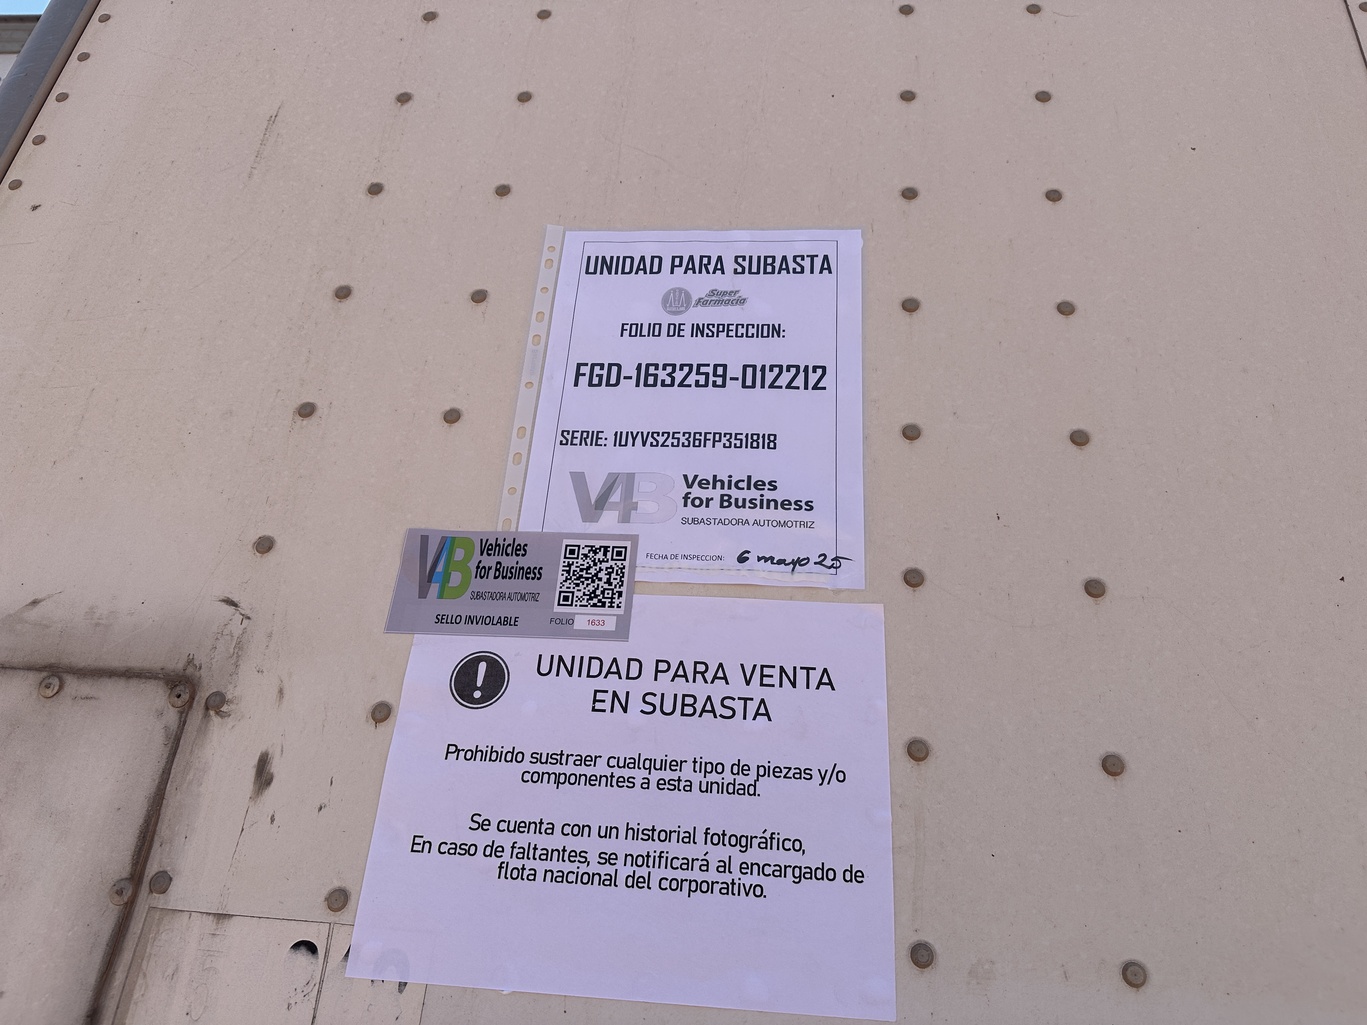 UNIDAD PARA SUBASTA
Super
Farmacia
FOLIO DE INSPECCION:
FGD-163259-012212
SERIE: 1UYVS2536FP351818
V4B Vehicles
for Business
SUBASTADORA AUTOMOTRIZ
FECHA DE INSPECCION: 6 mayo 25
V4B Vehicles
for Business
SUBASTADORA AUTOMOTRIZ
SELLO INVIOLABLE
FOLIO 1633
UNIDAD PARA VENTA
EN SUBASTA
Prohibido sustraer cualquier tipo de piezas y/o
componentes a esta unidad.
Se cuenta con un historial fotográfico,
En caso de faltantes, se notificará al encargado de
flota nacional del corporativo.